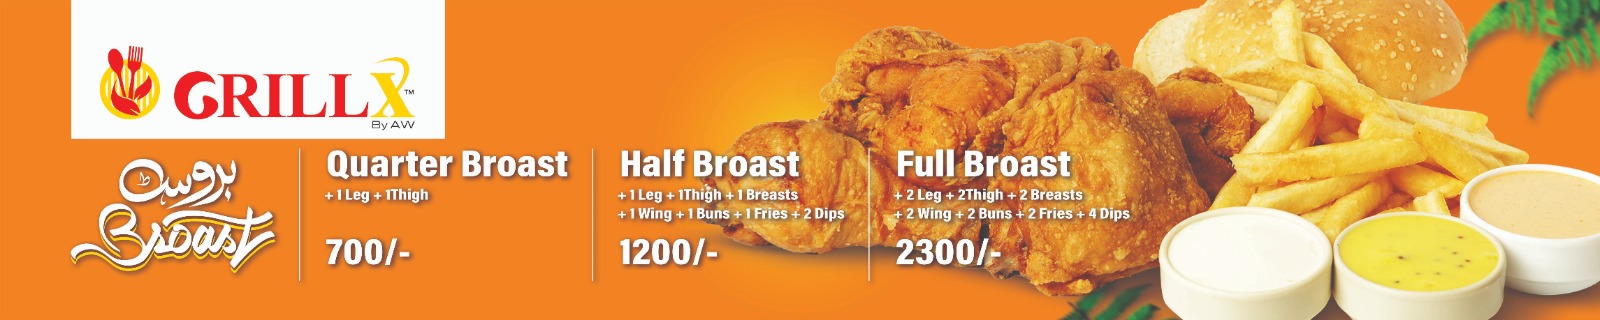 GRILLX™
By AW
بروسٹ
Broast
Quarter Broast
+ 1 Leg + 1Thigh
700/-
Half Broast
+ 1 Leg + 1Thigh + 1 Breasts
+ 1 Wing + 1 Buns + 1 Fries + 2 Dips
1200/-
Full Broast
+ 2 Leg + 2Thigh + 2 Breasts
+ 2 Wing + 2 Buns + 2 Fries + 4 Dips
2300/-